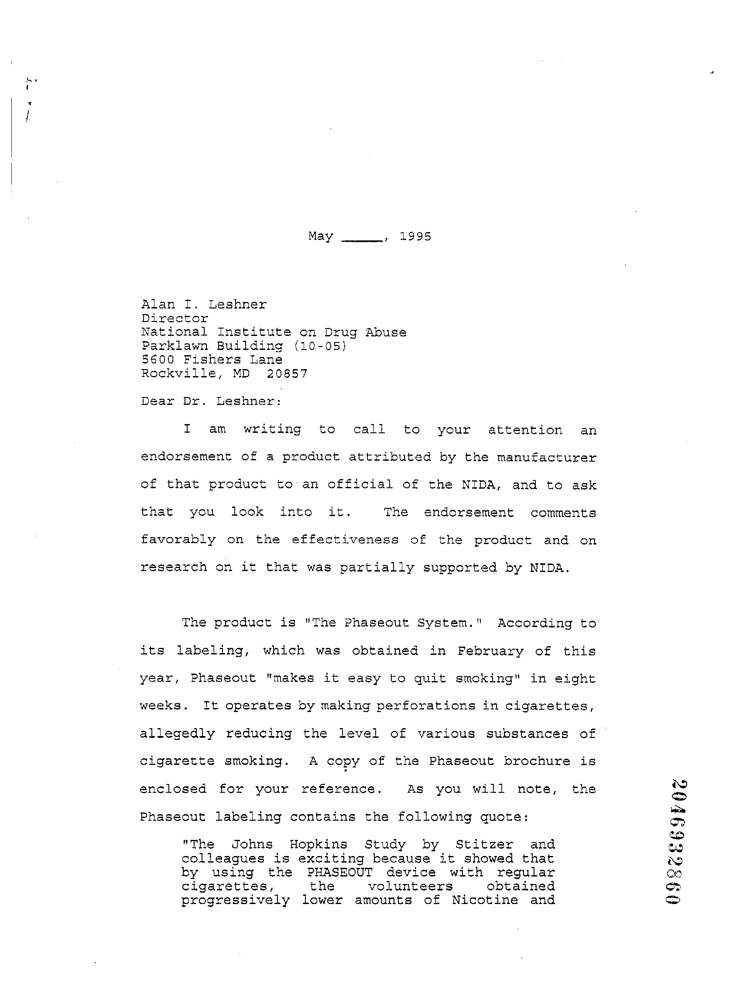 May _____, 1995
Alan I. Leshner
Director
National Institute on Drug Abuse
Parklawn Building (10-05)
5600 Fishers Lane
Rockville, MD  20857
Dear Dr. Leshner:
I am writing to call to your attention an
endorsement of a product attributed by the manufacturer
of that product to an official of the NIDA, and to ask
that you look into it.  The endorsement comments
favorably on the effectiveness of the product and on
research on it that was partially supported by NIDA.
The product is "The Phaseout System."  According to
its labeling, which was obtained in February of this
year, Phaseout "makes it easy to quit smoking" in eight
weeks.  It operates by making perforations in cigarettes,
allegedly reducing the level of various substances of
cigarette smoking.  A copy of the Phaseout brochure is
enclosed for your reference.  As you will note, the
Phaseout labeling contains the following quote:
"The Johns Hopkins Study by Stitzer and
colleagues is exciting because it showed that
by using the PHASEOUT device with regular
cigarettes, the volunteers obtained
progressively lower amounts of Nicotine and
2046932860